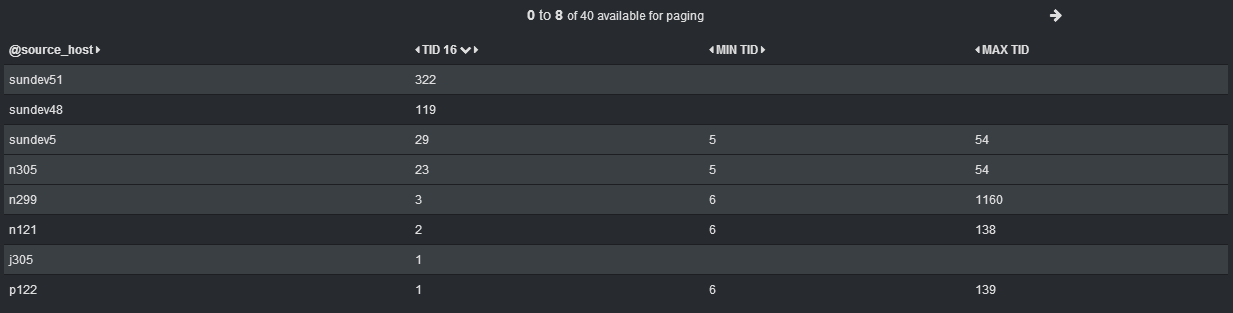 0 to 8 of 40 available for paging
@source_host TID 16 MIN TID MAX TID
sundev51 322
sundev48 119
sundev5 29 5 54
n305 23 5 54
n299 3 6 1160
n121 2 6 138
j305 1
p122 1 6 139